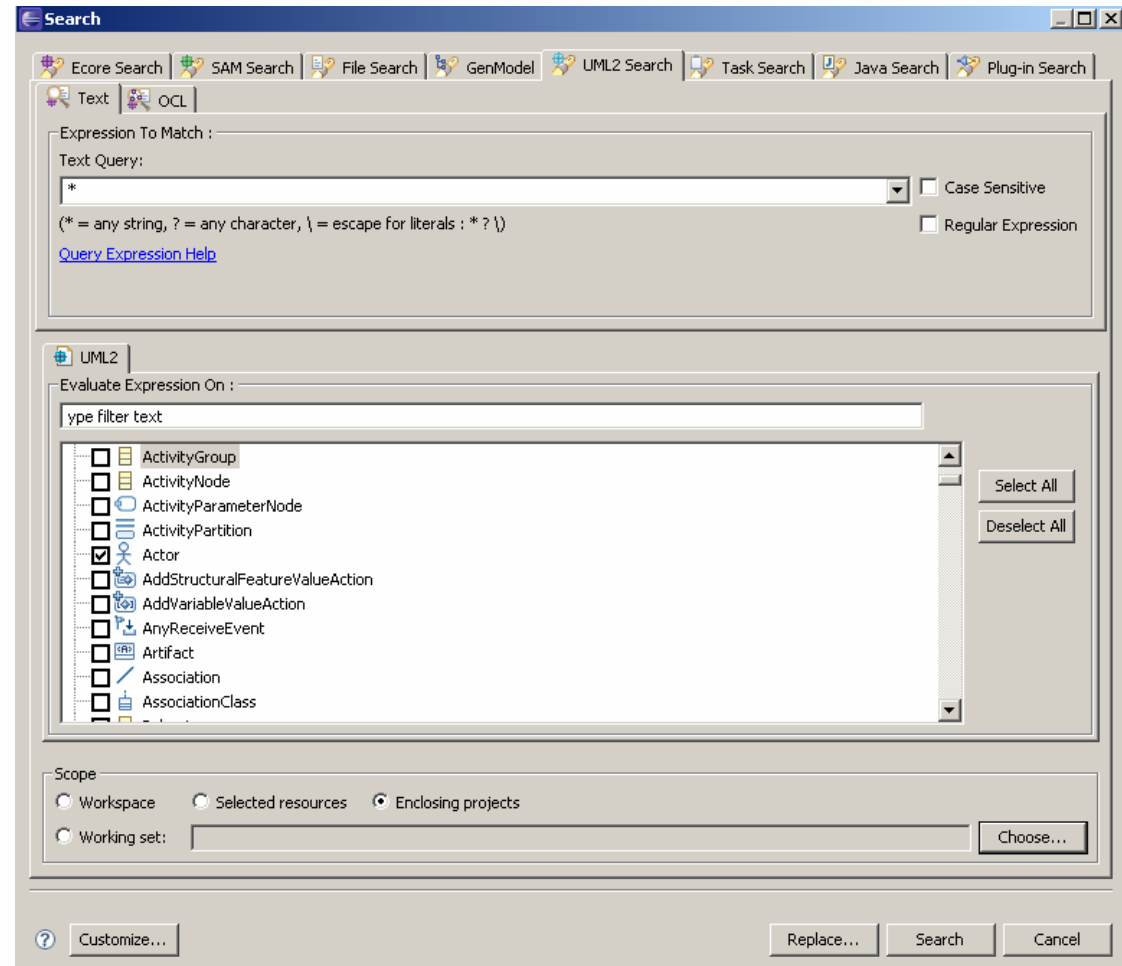 Search
Ecore Search SAM Search File Search GenModel UML2 Search Task Search Java Search Plug-in Search
Text OCL
Expression To Match :
Text Query:
*
Case Sensitive
(* = any string, ? = any character, \ = escape for literals : * ? \)
Regular Expression
Query Expression Help
UML2
Evaluate Expression On :
ype filter text
ActivityGroup
ActivityNode
ActivityParameterNode
ActivityPartition
Actor
AddStructuralFeatureValueAction
AddVariableValueAction
AnyReceiveEvent
Artifact
Association
AssociationClass
Select All
Deselect All
Scope
Workspace Selected resources Enclosing projects
Working set: Choose...
Customize... Replace... Search Cancel